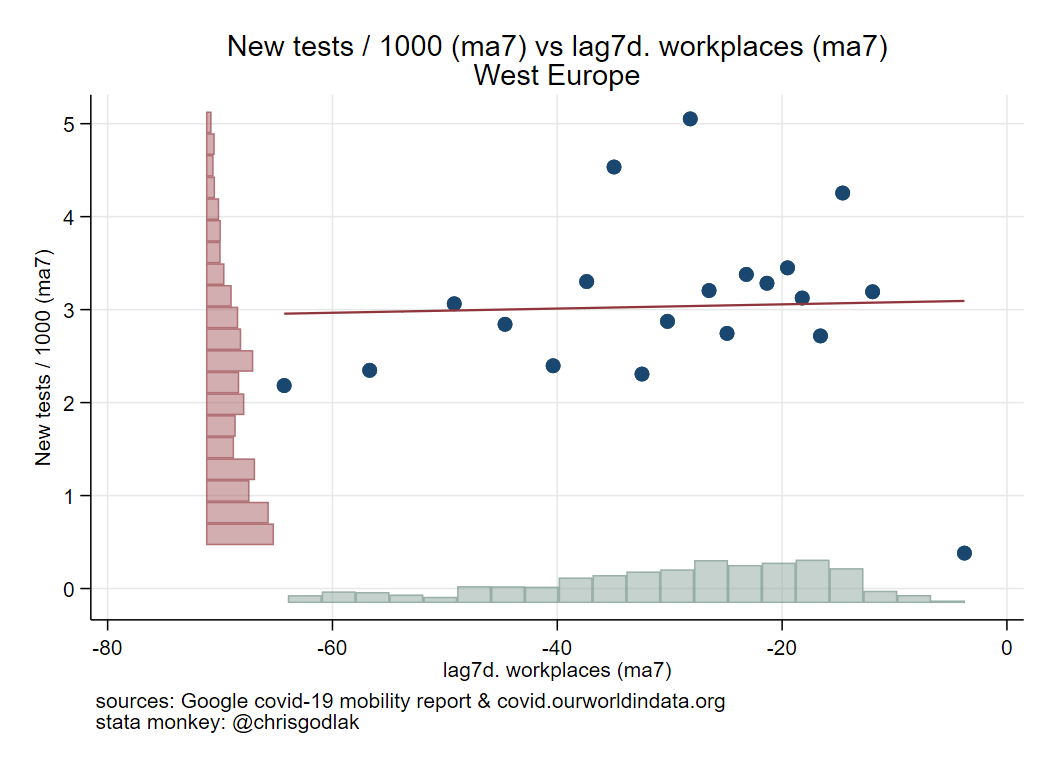 New tests / 1000 (ma7) vs lag7d. workplaces (ma7)
West Europe
New tests / 1000 (ma7)
5
4
3
2
1
0
-80
-60
-40
-20
0
lag7d. workplaces (ma7)
sources: Google covid-19 mobility report & covid.ourworldindata.org
stata monkey: @chrisgodlak